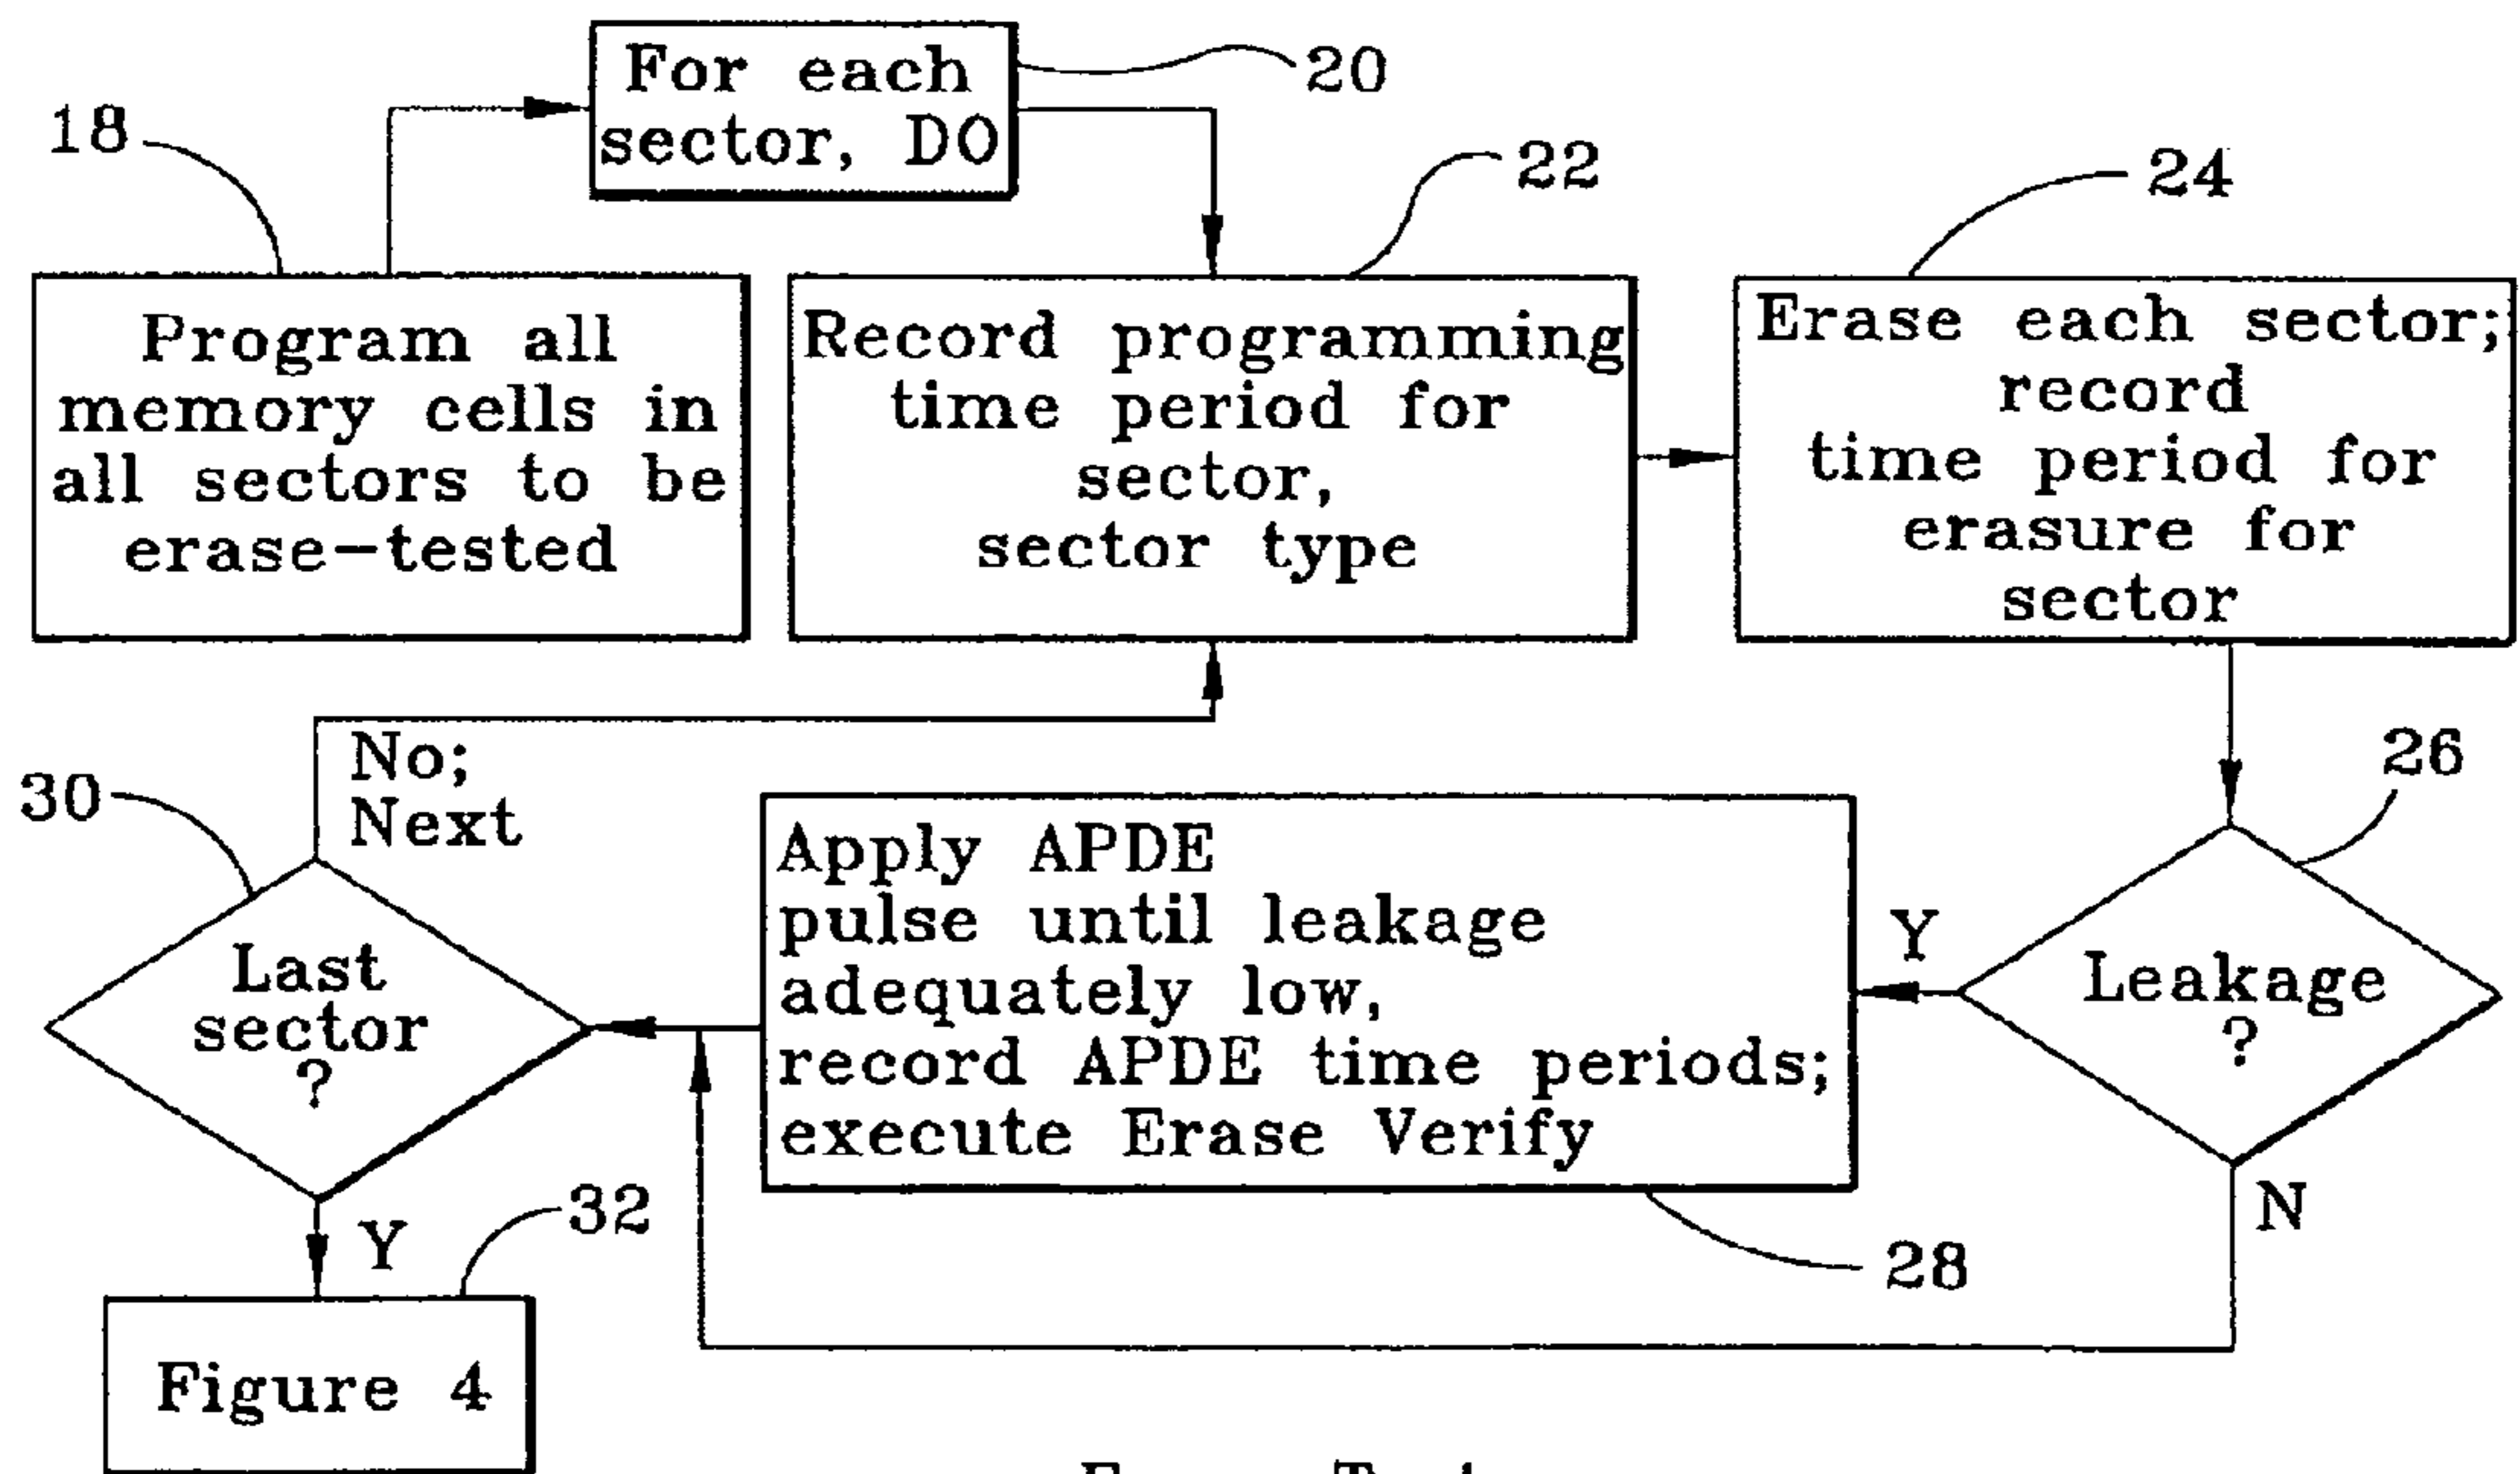 For each
sector, DO
20
18
22
24
Program all
memory cells in
all sectors to be
erase-tested
Record programming
time period for
sector,
sector type
Erase each sector;
record
time period for
erasure for
sector
No;
Next
30
26
Apply APDE
pulse until leakage
adequately low,
record APDE time periods;
execute Erase Verify
Y
Leakage
?
Last
sector
?
N
28
Y
32
Figure 4